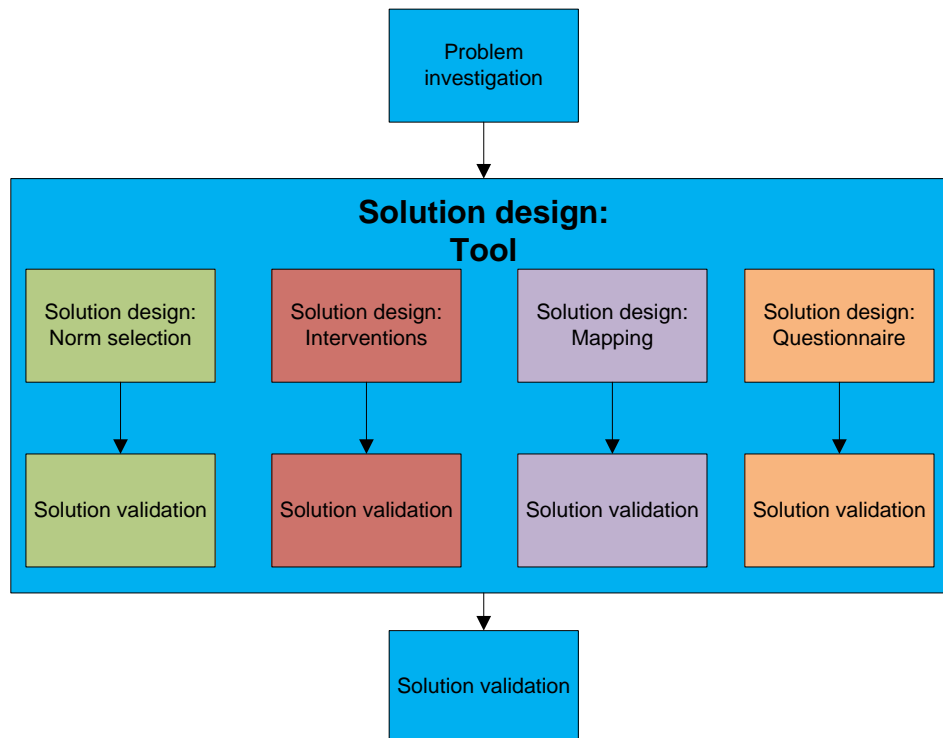 Problem
investigation
Solution design:
Tool
Solution design:
Norm selection
Solution design:
Interventions
Solution design:
Mapping
Solution design:
Questionnaire
Solution validation
Solution validation
Solution validation
Solution validation
Solution validation